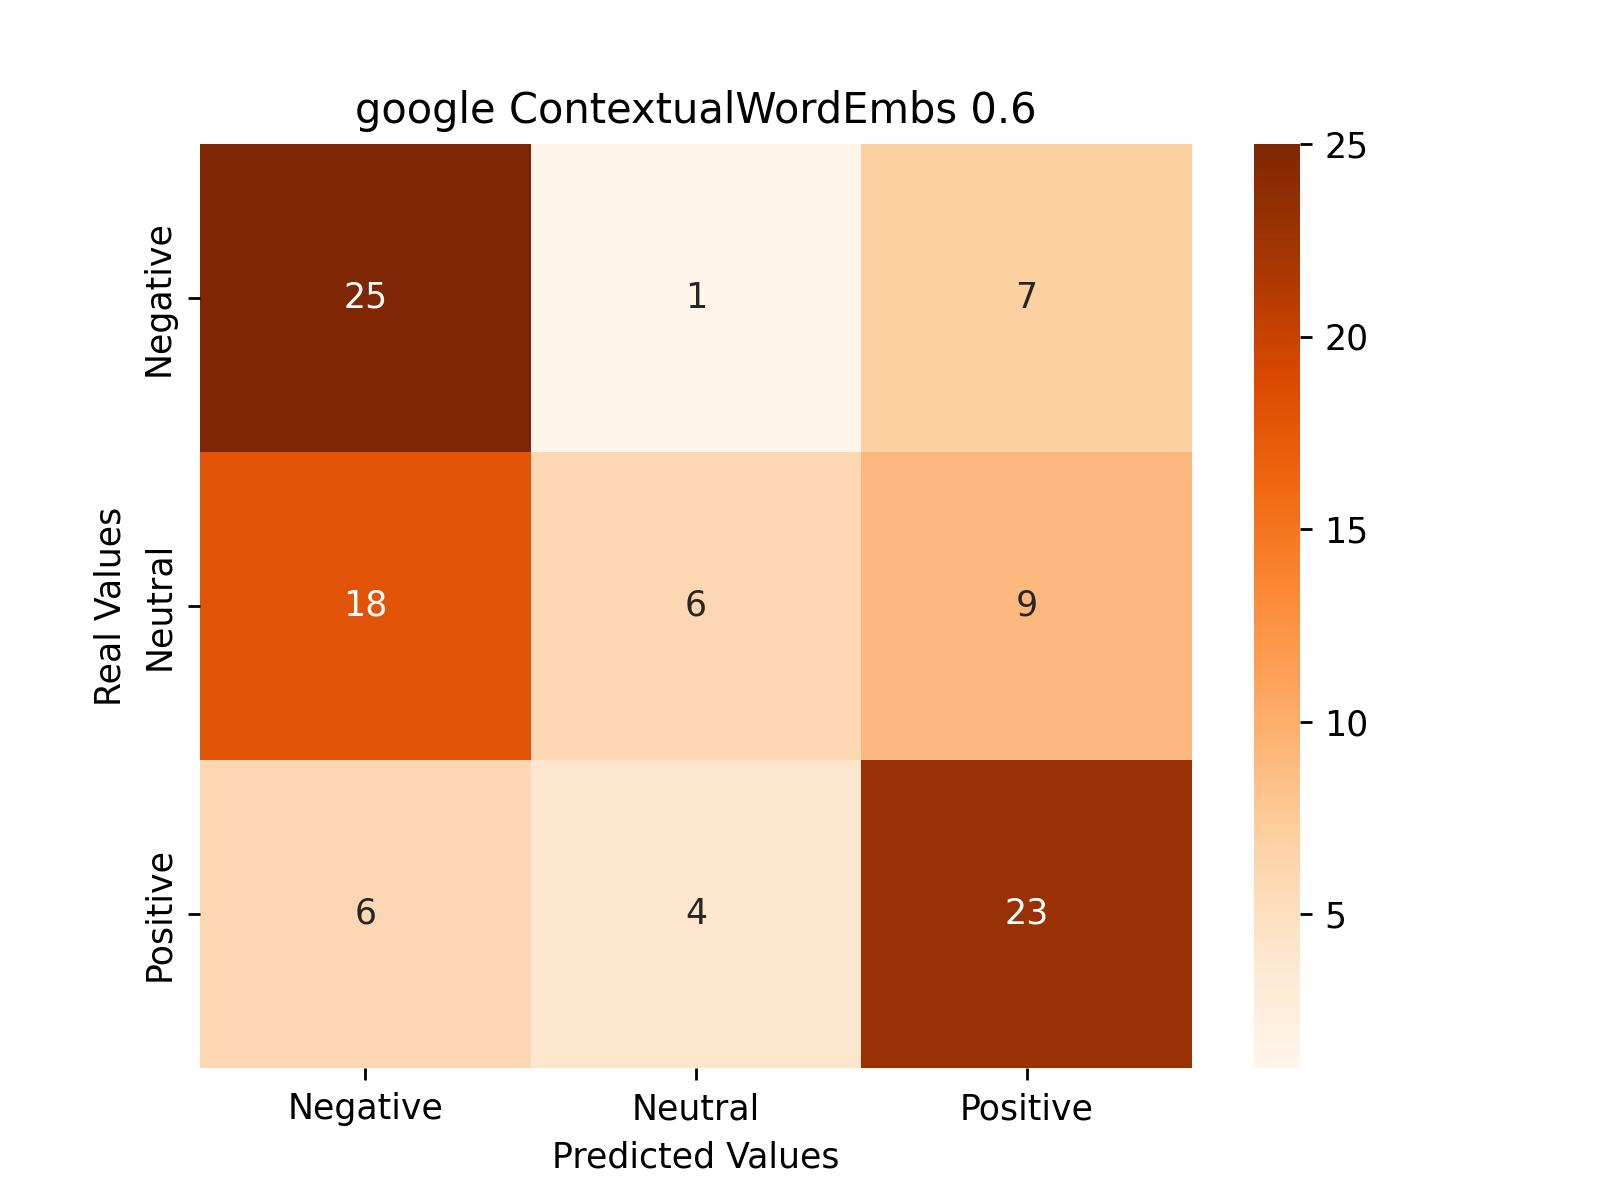 google ContextualWordEmbs 0.6
Real Values
Negative
Neutral
Positive
25 1 7
18 6 9
6 4 23
Negative Neutral Positive
Predicted Values
25
20
15
10
5